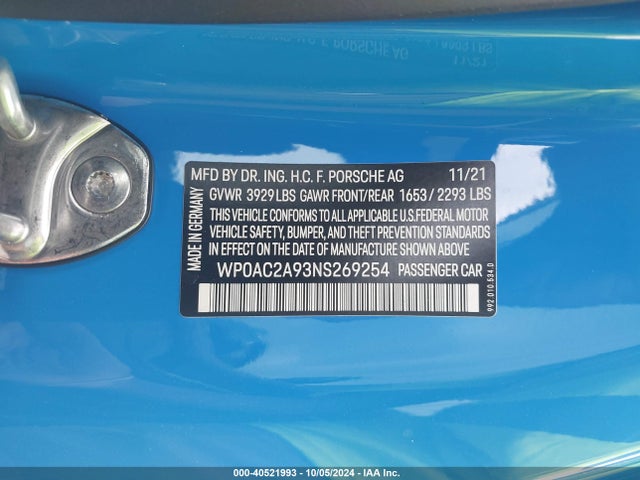 MFD BY DR. ING. H.C. F. PORSCHE AG 11/21
GVWR 3929 LBS GAWR FRONT/REAR 1653 / 2293 LBS
THIS VEHICLE CONFORMS TO ALL APPLICABLE U.S. FEDERAL MOTOR
VEHICLE SAFETY, BUMPER, AND THEFT PREVENTION STANDARDS
IN EFFECT ON THE DATE OF MANUFACTURE SHOWN ABOVE.
WP0AC2A93NS269254 PASSENGER CAR
MADE IN GERMANY
992.010.534.D
000-40521993 - 10/05/2024 - IAA Inc.